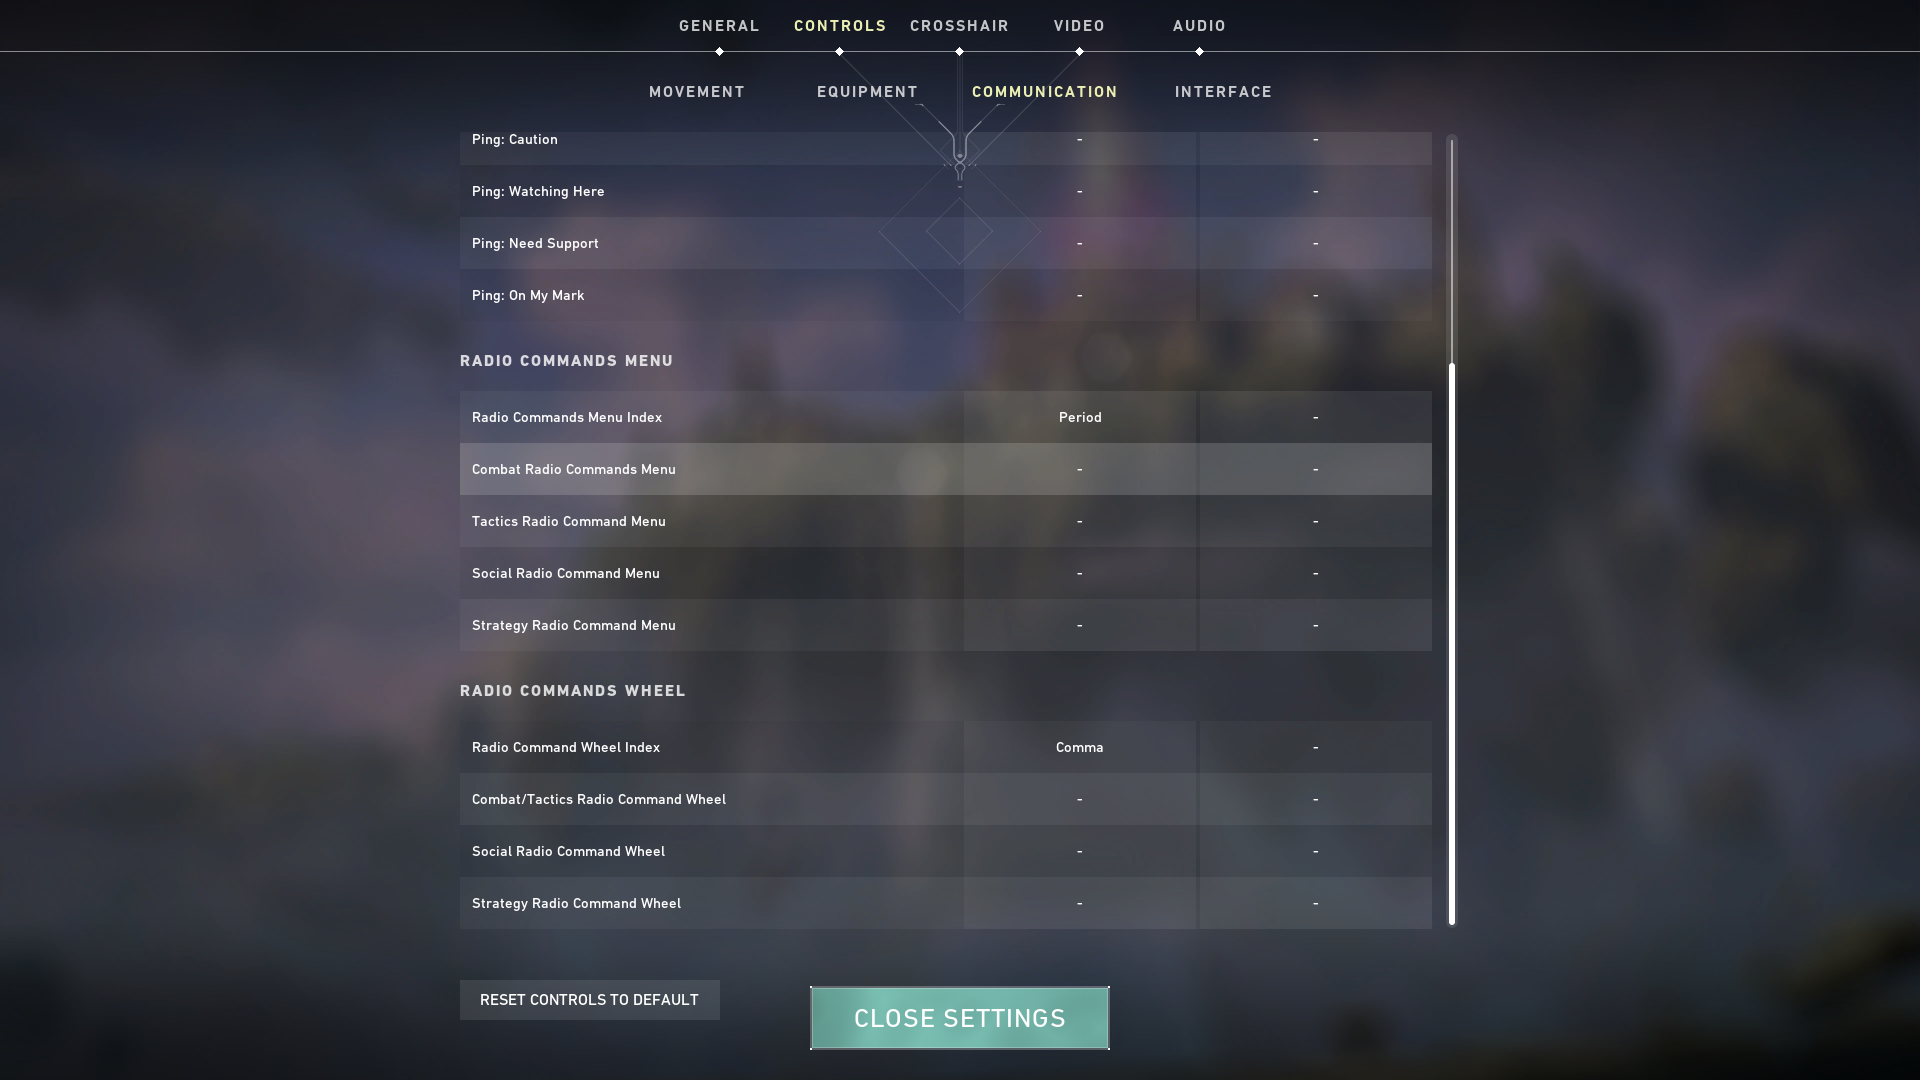 GENERAL CONTROLS CROSSHAIR VIDEO AUDIO
MOVEMENT EQUIPMENT COMMUNICATION INTERFACE
Ping: Caution - -
Ping: Watching Here - -
Ping: Need Support - -
Ping: On My Mark - -
RADIO COMMANDS MENU
Radio Commands Menu Index Period -
Combat Radio Commands Menu - -
Tactics Radio Command Menu - -
Social Radio Command Menu - -
Strategy Radio Command Menu - -
RADIO COMMANDS WHEEL
Radio Command Wheel Index Comma -
Combat/Tactics Radio Command Wheel - -
Social Radio Command Wheel - -
Strategy Radio Command Wheel - -
RESET CONTROLS TO DEFAULT
CLOSE SETTINGS